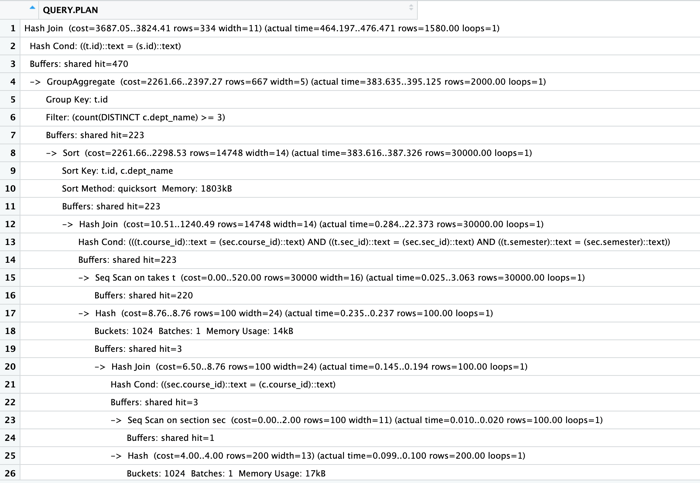 QUERY.PLAN
1 Hash Join (cost=3687.05..3824.41 rows=334 width=11) (actual time=464.197..476.471 rows=1580.00 loops=1)
2 Hash Cond: ((t.id)::text = (s.id)::text)
3 Buffers: shared hit=470
4 -> GroupAggregate (cost=2261.66..2397.27 rows=667 width=5) (actual time=383.635..395.125 rows=2000.00 loops=1)
5 Group Key: t.id
6 Filter: (count(DISTINCT c.dept_name) >= 3)
7 Buffers: shared hit=223
8 -> Sort (cost=2261.66..2298.53 rows=14748 width=14) (actual time=383.616..387.326 rows=30000.00 loops=1)
9 Sort Key: t.id, c.dept_name
10 Sort Method: quicksort Memory: 1803kB
11 Buffers: shared hit=223
12 -> Hash Join (cost=10.51..1240.49 rows=14748 width=14) (actual time=0.284..22.373 rows=30000.00 loops=1)
13 Hash Cond: (((t.course_id)::text = (sec.course_id)::text) AND ((t.sec_id)::text = (sec.sec_id)::text) AND ((t.semester)::text = (sec.semester)::text))
14 Buffers: shared hit=223
15 -> Seq Scan on takes t (cost=0.00..520.00 rows=30000 width=16) (actual time=0.025..3.063 rows=30000.00 loops=1)
16 Buffers: shared hit=220
17 -> Hash (cost=8.76..8.76 rows=100 width=24) (actual time=0.235..0.237 rows=100.00 loops=1)
18 Buckets: 1024 Batches: 1 Memory Usage: 14kB
19 Buffers: shared hit=3
20 -> Hash Join (cost=6.50..8.76 rows=100 width=24) (actual time=0.145..0.194 rows=100.00 loops=1)
21 Hash Cond: ((sec.course_id)::text = (c.course_id)::text)
22 Buffers: shared hit=3
23 -> Seq Scan on section sec (cost=0.00..2.00 rows=100 width=11) (actual time=0.010..0.020 rows=100.00 loops=1)
24 Buffers: shared hit=1
25 -> Hash (cost=4.00..4.00 rows=200 width=13) (actual time=0.099..0.100 rows=200.00 loops=1)
26 Buckets: 1024 Batches: 1 Memory Usage: 17kB